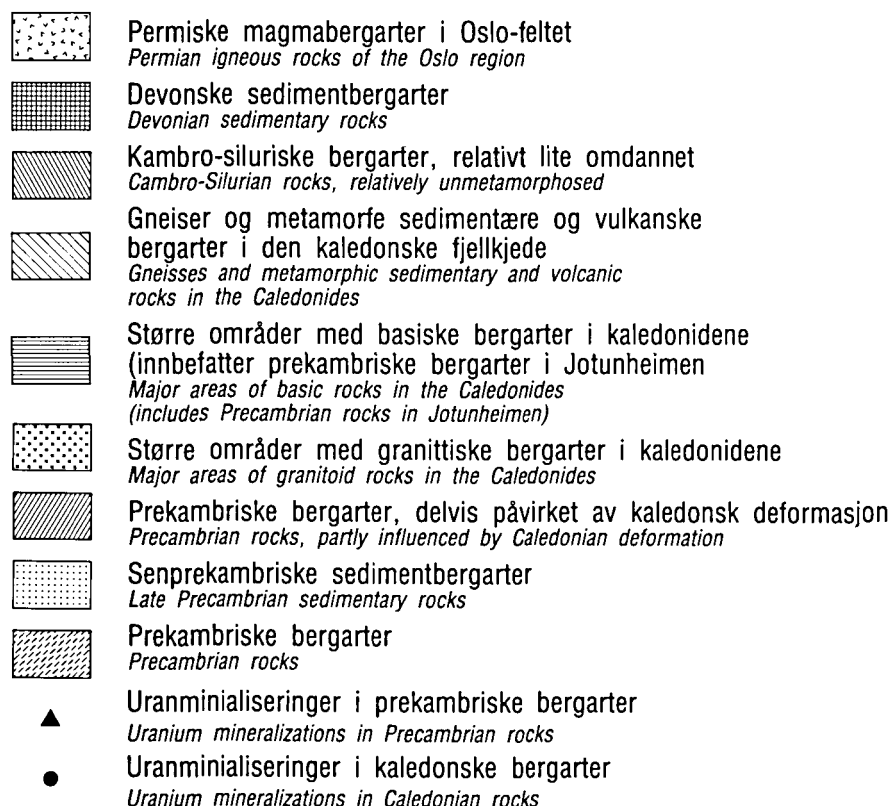 Permiske magmabergarter i Oslo-feltet
Permian igneous rocks of the Oslo region
Devonske sedimentbergarter
Devonian sedimentary rocks
Kambro-siluriske bergarter, relativt lite omdannet
Cambro-Silurian rocks, relatively unmetamorphosed
Gneiser og metamorfe sedimentære og vulkanske
bergarter i den kaledonske fjellkjede
Gneisses and metamorphic sedimentary and volcanic
rocks in the Caledonides
Større områder med basiske bergarter i kaledonidene
(innbefatter prekambriske bergarter i Jotunheimen
Major areas of basic rocks in the Caledonides
(includes Precambrian rocks in Jotunheimen)
Større områder med granittiske bergarter i kaledonidene
Major areas of granitoid rocks in the Caledonides
Prekambriske bergarter, delvis påvirket av kaledonsk deformasjon
Precambrian rocks, partly influenced by Caledonian deformation
Senprekambriske sedimentbergarter
Late Precambrian sedimentary rocks
Prekambriske bergarter
Precambrian rocks
Uranminialiseringer i prekambriske bergarter
Uranium mineralizations in Precambrian rocks
Uranminialiseringer i kaledonske bergarter
Uranium mineralizations in Caledonian rocks